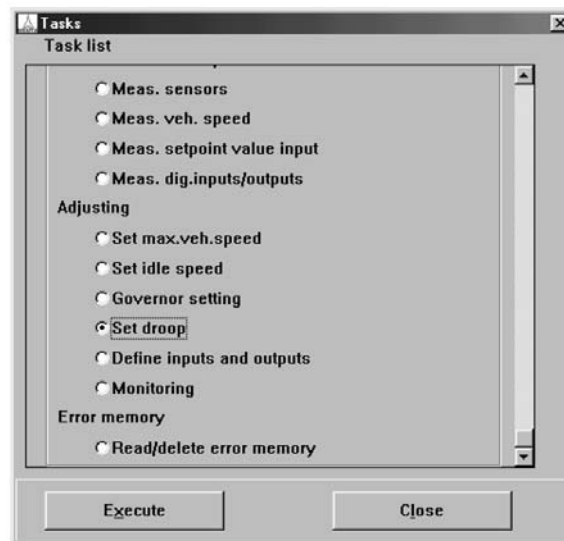 Tasks
Task list
Meas. sensors
Meas. veh. speed
Meas. setpoint value input
Meas. dig.inputs/outputs
Adjusting
Set max.veh.speed
Set idle speed
Governor setting
Set droop
Define inputs and outputs
Monitoring
Error memory
Read/delete error memory
Execute
Close